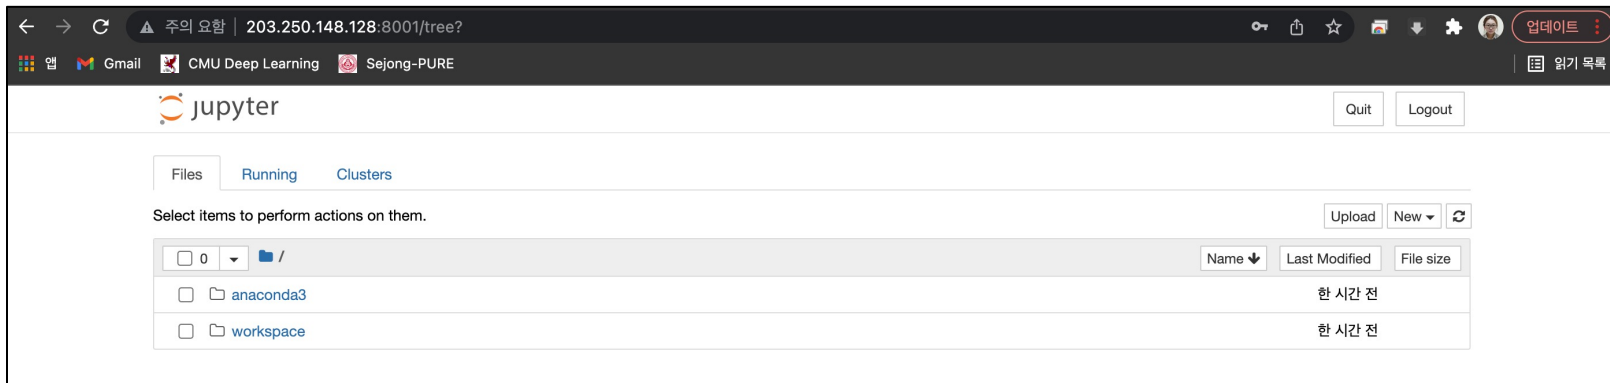 주의 요함 203.250.148.128:8001/tree? 업데이트
앱 Gmail CMU Deep Learning Sejong-PURE 읽기 목록
jupyter Quit Logout
Files Running Clusters
Select items to perform actions on them. Upload New
0 / Name Last Modified File size
anaconda3 한 시간 전
workspace 한 시간 전